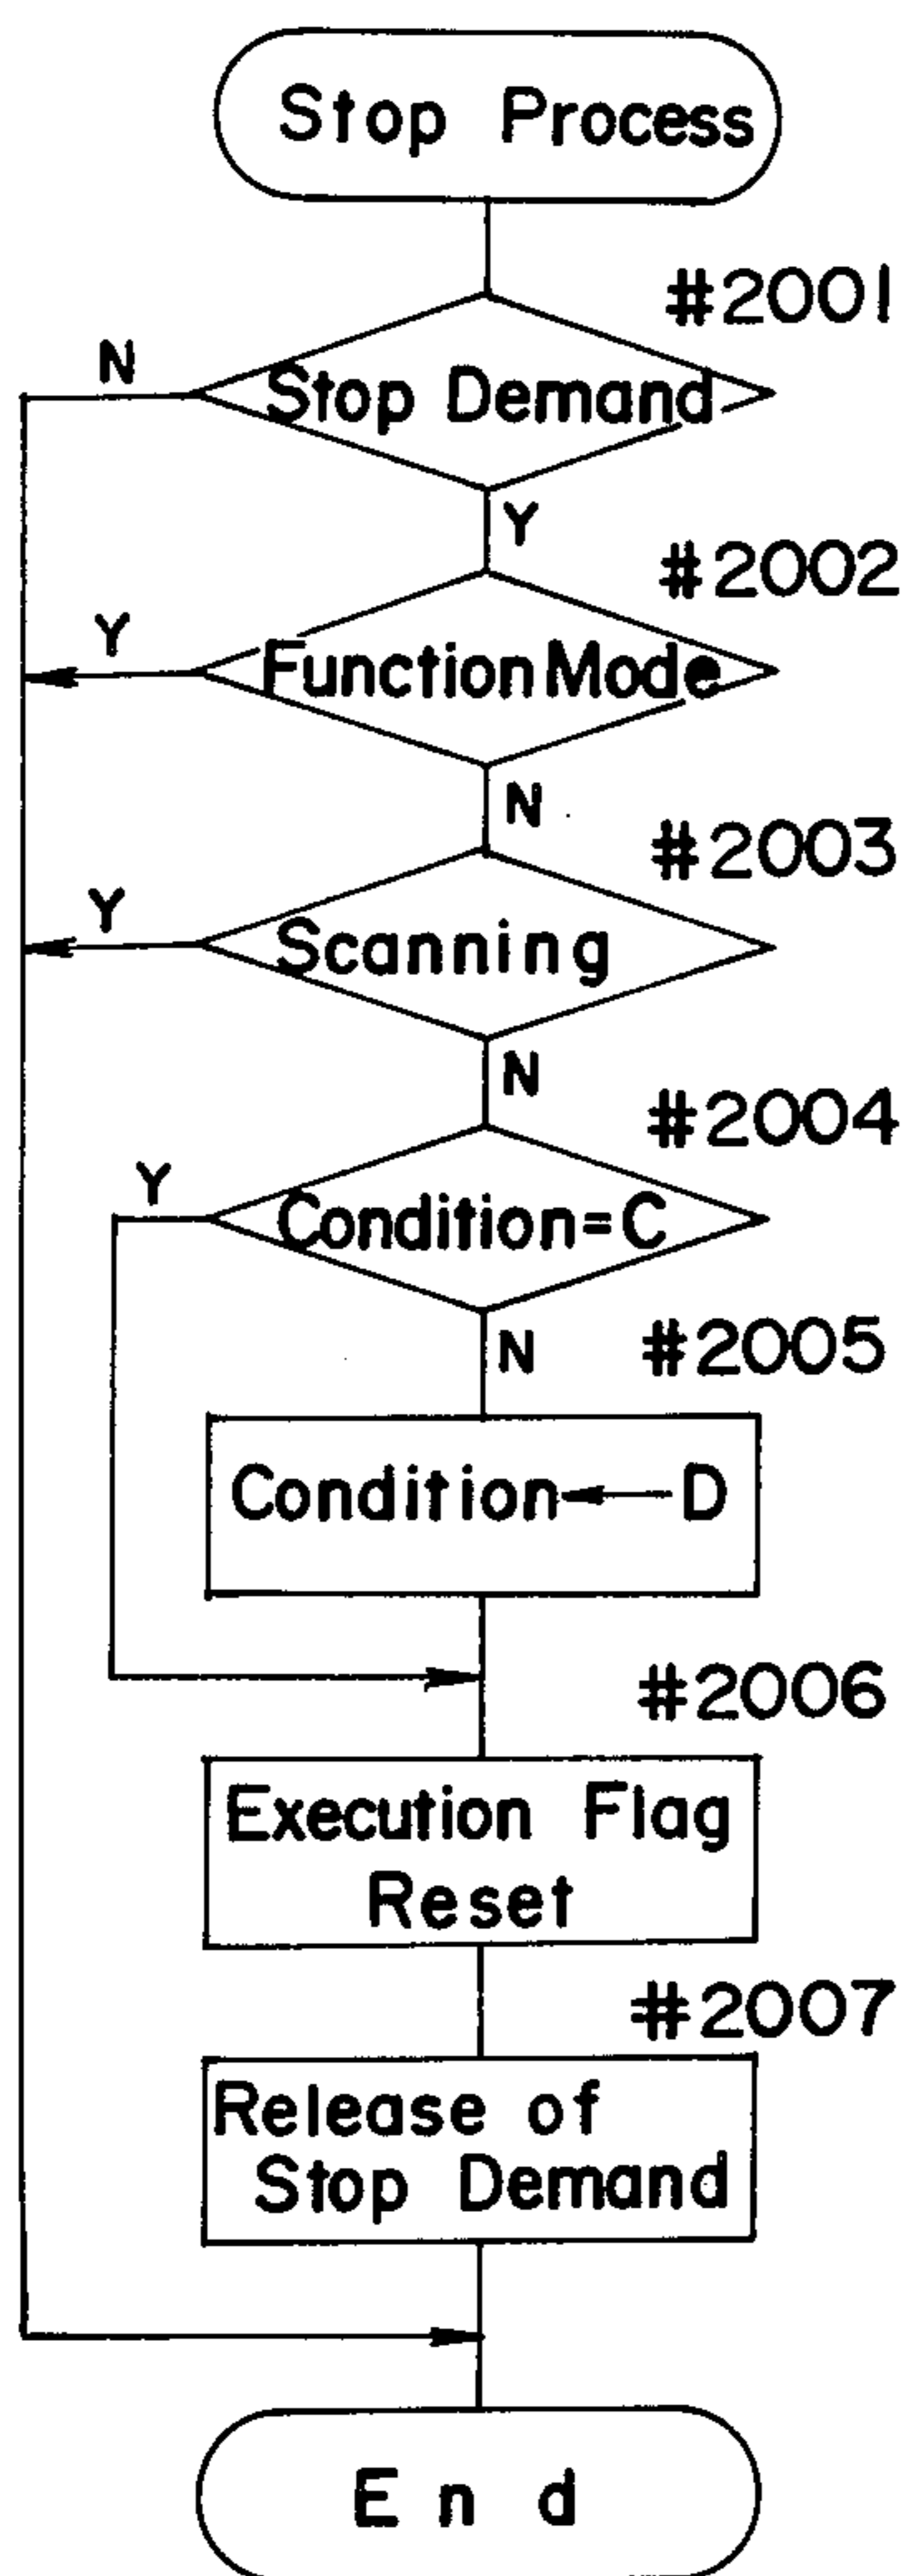 Stop Process
#2001
N
Stop Demand
Y
#2002
Y
Function Mode
N
#2003
Y
Scanning
N
#2004
Y
Condition=C
N
#2005
Condition ← D
#2006
Execution Flag
Reset
#2007
Release of
Stop Demand
End